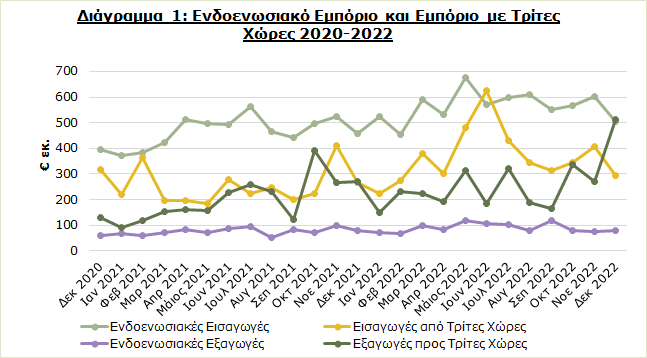 Διάγραμμα 1: Ενδοενωσιακό Εμπόριο και Εμπόριο με Τρίτες
Χώρες 2020-2022
700
600
500
400
300
200
100
0
€ εκ.
Δεκ 2020
Ιαν 2021
Φεβ 2021
Μαρ 2021
Απρ 2021
Μάιος 2021
Ιουν 2021
Ιουλ 2021
Αυγ 2021
Σεπ 2021
Οκτ 2021
Νοε 2021
Δεκ 2021
Ιαν 2022
Φεβ 2022
Μαρ 2022
Απρ 2022
Μάιος 2022
Ιουν 2022
Ιουλ 2022
Αυγ 2022
Σεπ 2022
Οκτ 2022
Νοε 2022
Δεκ 2022
Ενδοενωσιακές Εισαγωγές
Εισαγωγές από Τρίτες Χώρες
Ενδοενωσιακές Εξαγωγές
Εξαγωγές προς Τρίτες Χώρες